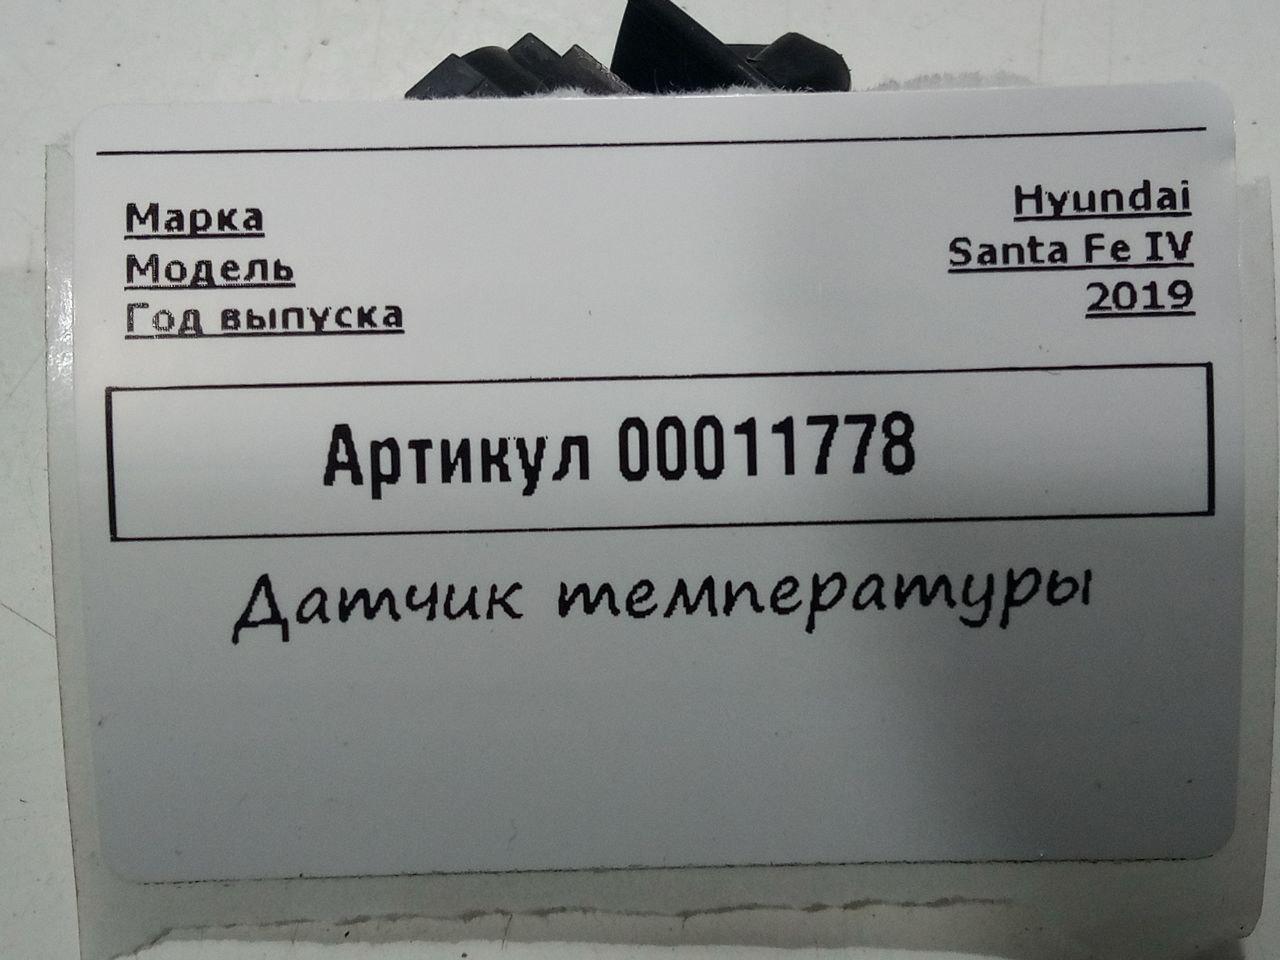 Марка Hyundai
Модель Santa Fe IV
Год выпуска 2019
Артикул 00011778
Датчик температуры